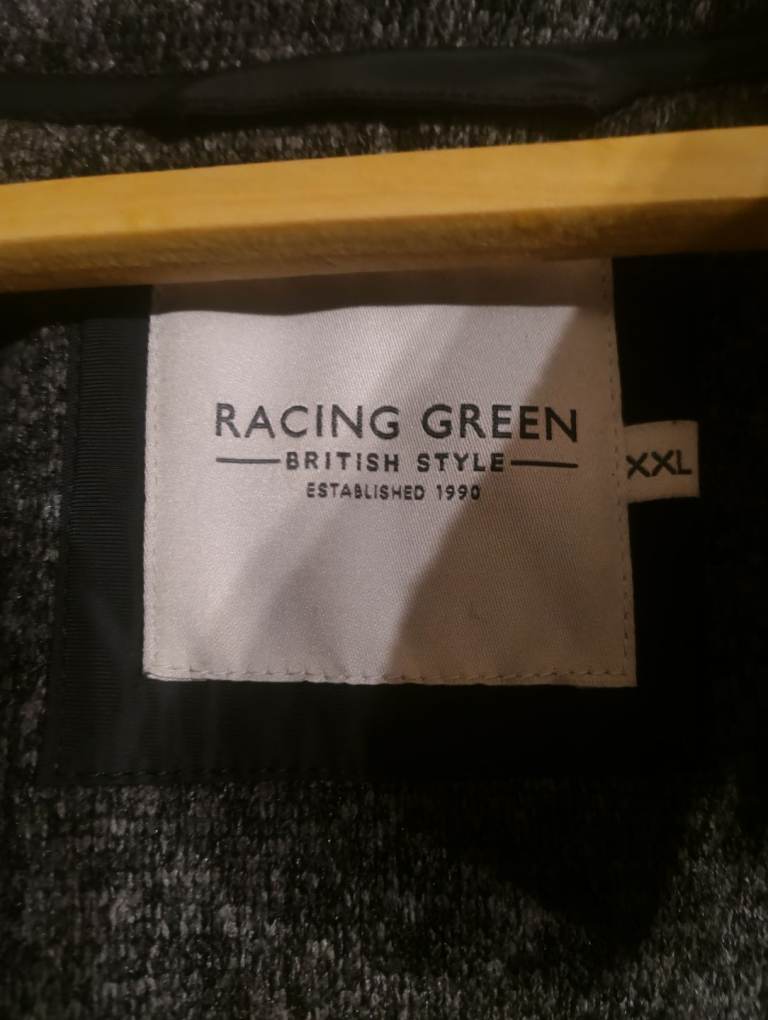 RACING GREEN
BRITISH STYLE
XXL
ESTABLISHED 1990